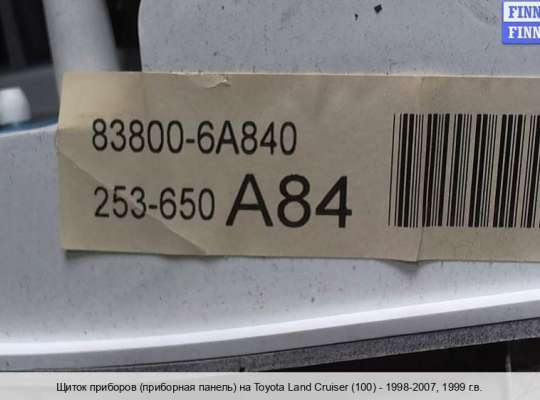 FINN
FINN
83800-6A840
253-650 A84
Щиток приборов (приборная панель) на Toyota Land Cruiser (100) - 1998-2007, 1999 г.в.